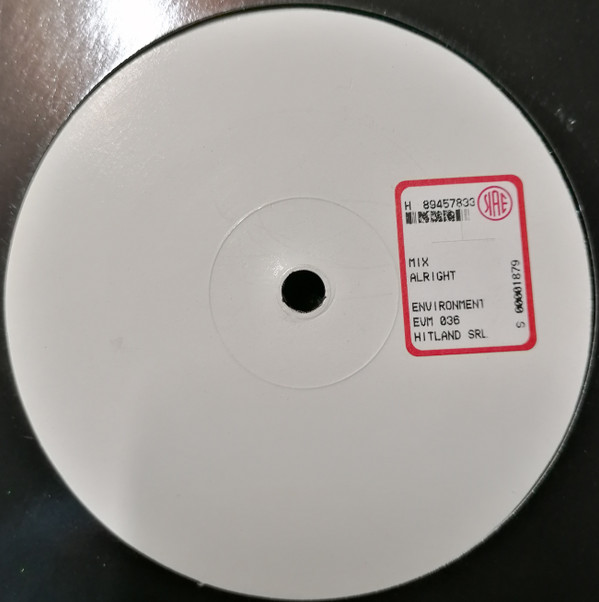 H 89457833
SIAE
MIX
ALRIGHT
ENVIRONMENT
EVM 036
HITLAND SRL
S 00001879